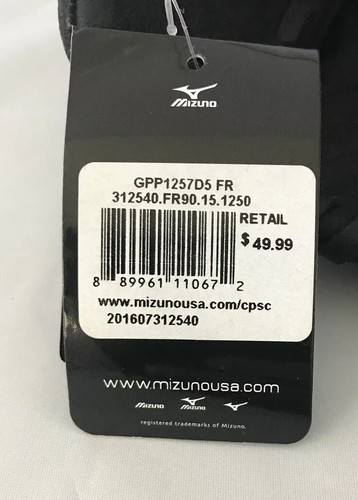 MIZUNO
GPP1257D5 FR
312540.FR90.15.1250
RETAIL
$ 49.99
8 89961 11067 2
www.mizunousa.com/cpsc
201607312540
www.mizunousa.com
MIZUNO MIZUNO
registered trademarks of Mizuno.